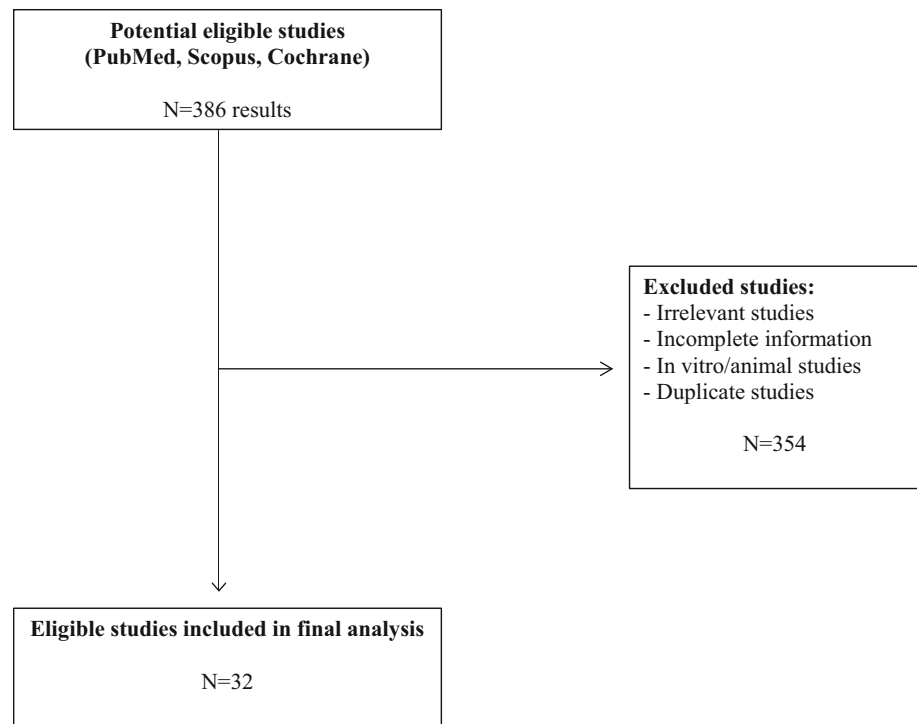 Potential eligible studies
(PubMed, Scopus, Cochrane)
N=386 results
Excluded studies:
- Irrelevant studies
- Incomplete information
- In vitro/animal studies
- Duplicate studies
N=354
Eligible studies included in final analysis
N=32